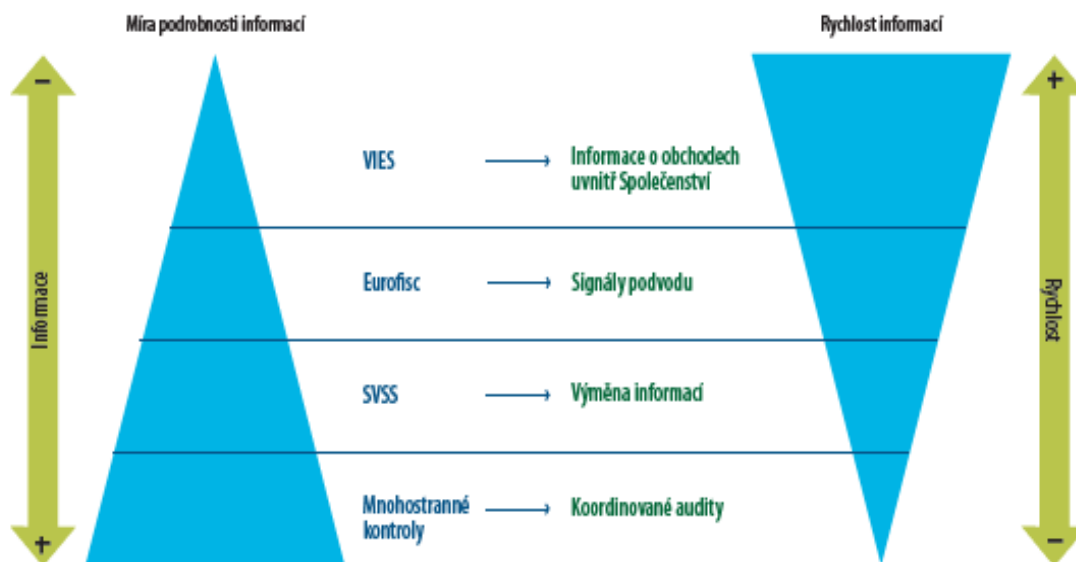 Míra podrobnosti informací
Rychlost informací
–
+
VIES
Informace o obchodech
uvnitř Společenství
Informace
Eurofisc
Signály podvodu
Rychlost
SVSS
Výměna informací
Mnohostranné
kontroly
Koordinované audity
+
–